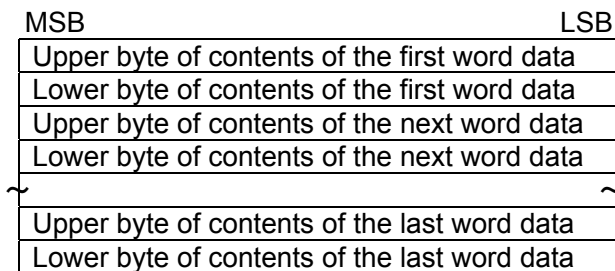 MSB LSB
Upper byte of contents of the first word data
Lower byte of contents of the first word data
Upper byte of contents of the next word data
Lower byte of contents of the next word data
~ ~
Upper byte of contents of the last word data
Lower byte of contents of the last word data